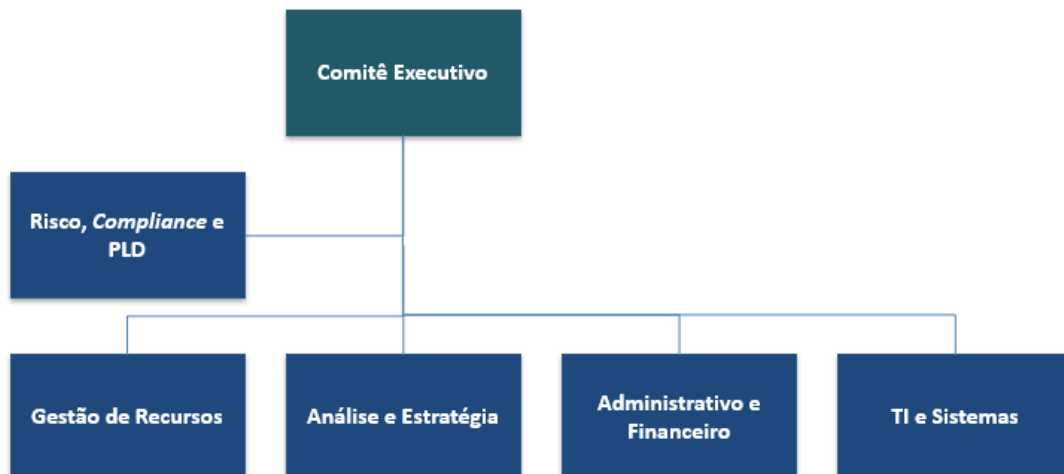 Comitê Executivo
Risco, Compliance e
PLD
Gestão de Recursos
Análise e Estratégia
Administrativo e
Financeiro
TI e Sistemas